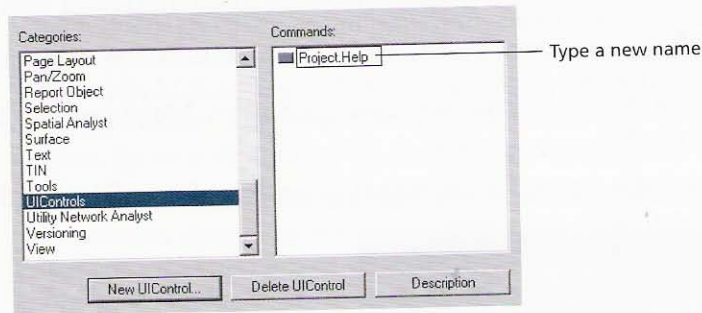 Categories:
Page Layout
Pan/Zoom
Report Object
Selection
Spatial Analyst
Surface
Text
TIN
Tools
UIControls
Utility Network Analyst
Versioning
View
Commands:
Project.Help
Type a new name
New UIControl...
Delete UIControl
Description